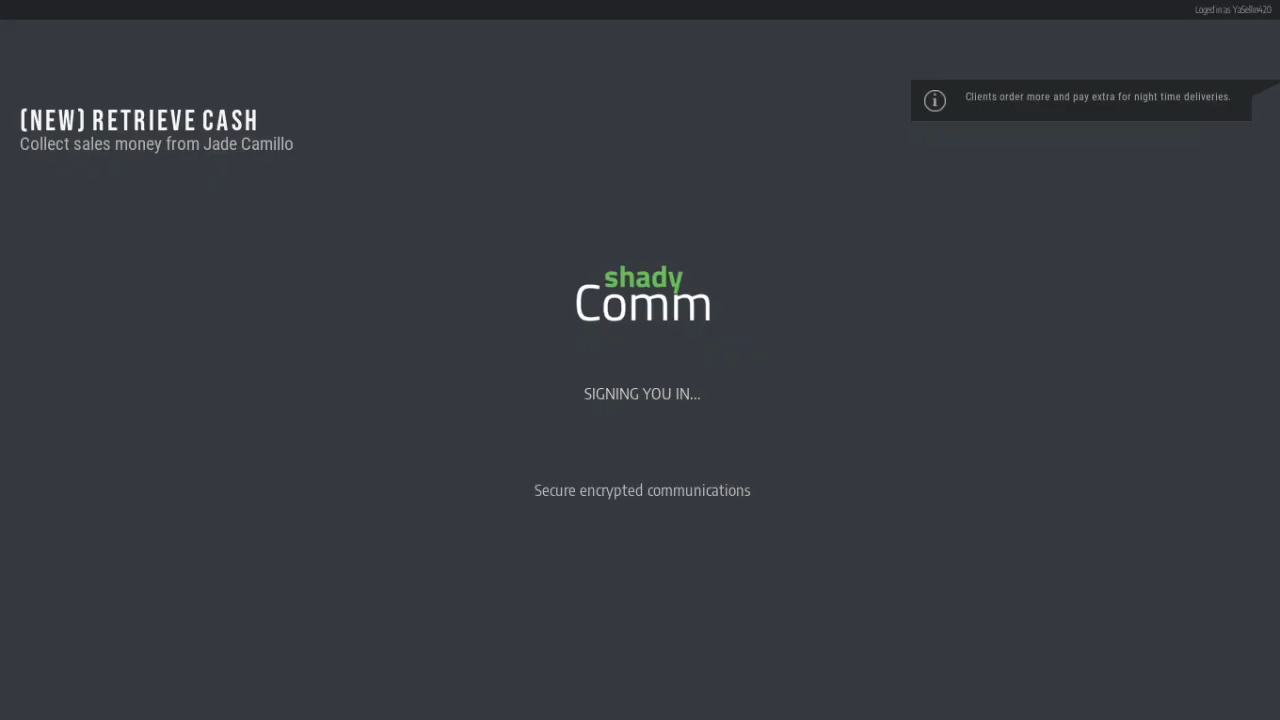 Loged in as YaSellin420
Clients order more and pay extra for night time deliveries.
(NEW) RETRIEVE CASH
Collect sales money from Jade Camillo
shady
Comm
SIGNING YOU IN...
Secure encrypted communications